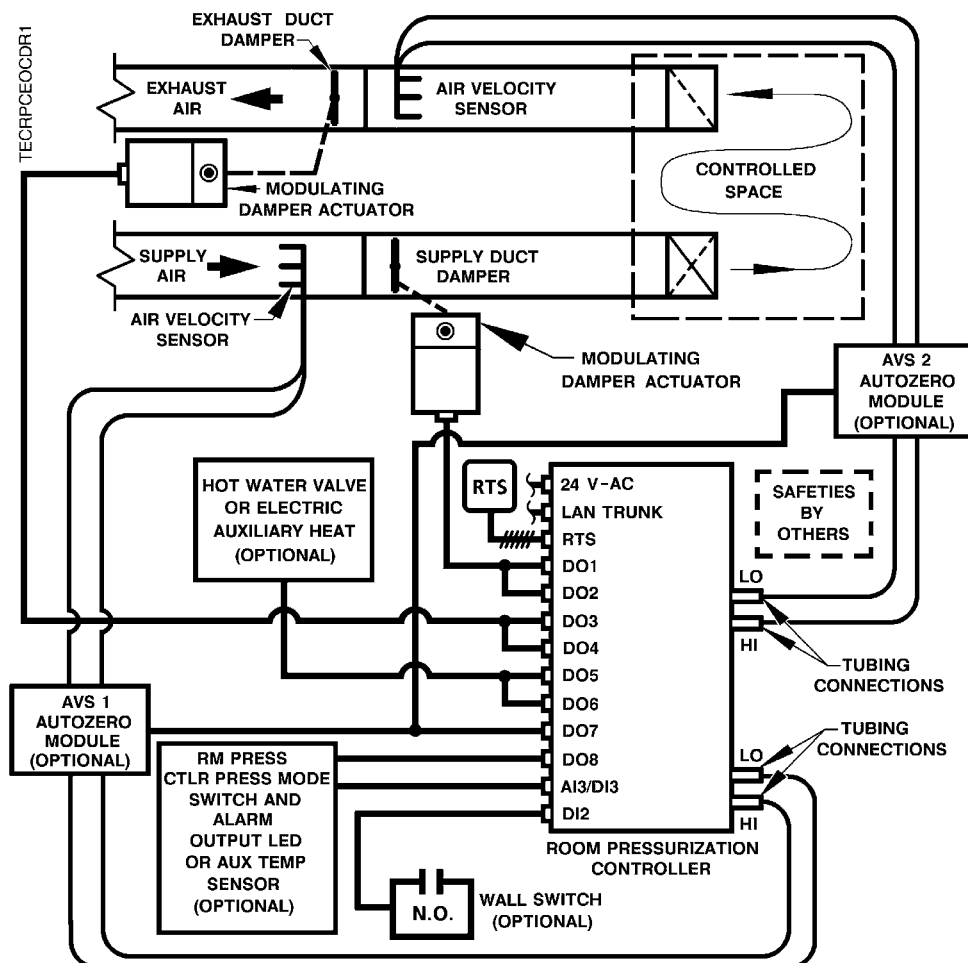 TECRPCEOCDR1
EXHAUST DUCT
DAMPER
EXHAUST
AIR
AIR VELOCITY
SENSOR
CONTROLLED
SPACE
MODULATING
DAMPER ACTUATOR
SUPPLY
AIR
SUPPLY DUCT
DAMPER
AIR VELOCITY
SENSOR
MODULATING
DAMPER ACTUATOR
AVS 2
AUTOZERO
MODULE
(OPTIONAL)
HOT WATER VALVE
OR ELECTRIC
AUXILIARY HEAT
(OPTIONAL)
RTS
24 V-AC
LAN TRUNK
RTS
DO1
DO2
DO3
DO4
DO5
DO6
DO7
DO8
AI3/DI3
DI2
SAFETIES
BY
OTHERS
LO
HI
TUBING
CONNECTIONS
TUBING
CONNECTIONS
LO
HI
AVS 1
AUTOZERO
MODULE
(OPTIONAL)
RM PRESS
CTLR PRESS MODE
SWITCH AND
ALARM
OUTPUT LED
OR AUX TEMP
SENSOR
(OPTIONAL)
ROOM PRESSURIZATION
CONTROLLER
N.O.
WALL SWITCH
(OPTIONAL)